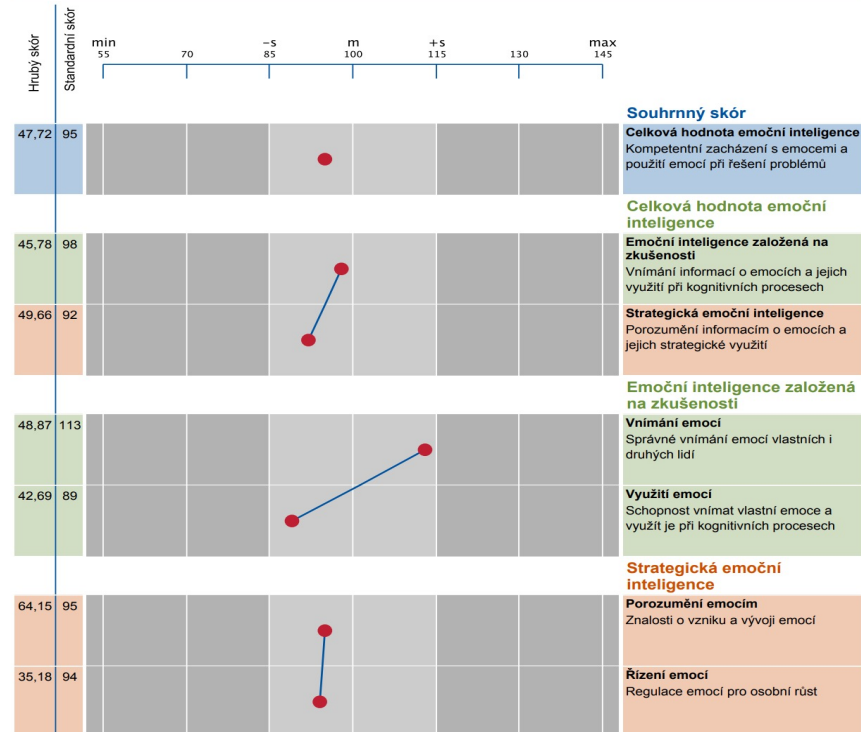 Hrubý skór
Standardní skór
min –s m +s max
55 70 85 100 115 130 145
Souhrnný skór
47,72 95
Celková hodnota emoční inteligence
Kompetentní zacházení s emocemi a
použití emocí při řešení problémů
Celková hodnota emoční
inteligence
45,78 98
Emoční inteligence založená na
zkušenosti
Vnímání informací o emocích a jejich
využití při kognitivních procesech
49,66 92
Strategická emoční inteligence
Porozumění informacím o emocích a
jejich strategické využití
Emoční inteligence založená
na zkušenosti
48,87 113
Vnímání emocí
Správné vnímání emocí vlastních i
druhých lidí
42,69 89
Využití emocí
Schopnost vnímat vlastní emoce a
využít je při kognitivních procesech
Strategická emoční
inteligence
64,15 95
Porozumění emocím
Znalosti o vzniku a vývoji emocí
35,18 94
Řízení emocí
Regulace emocí pro osobní růst